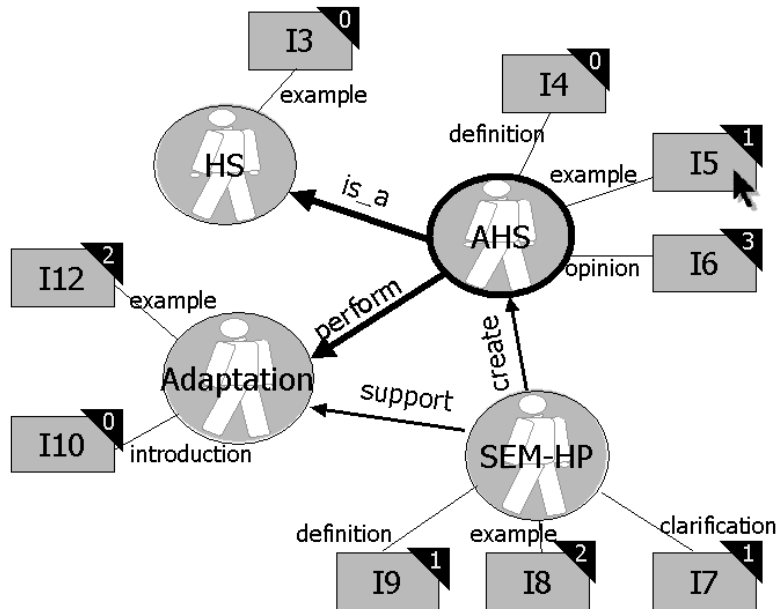 0
I3
example
HS
0
I4
definition
1
I5
example
is_a
AHS
3
I6
opinion
2
I12
example
perform
create
Adaptation
support
0
I10
introduction
SEM-HP
definition
example
clarification
1
I9
2
I8
1
I7